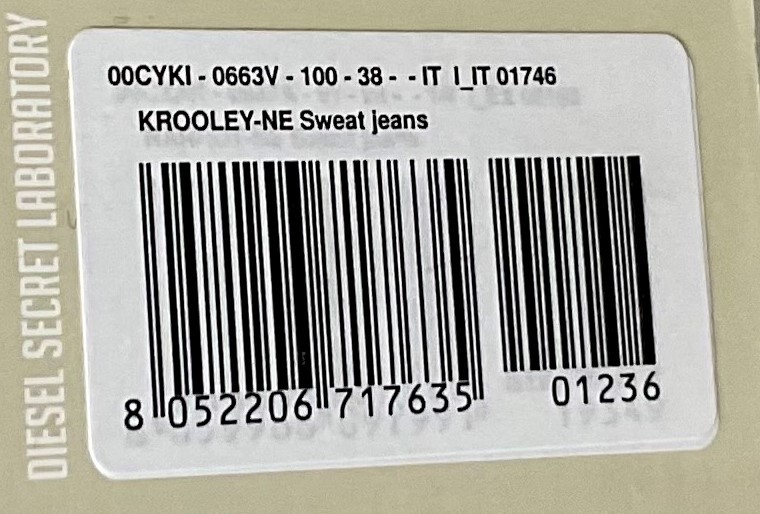 DIESEL SECRET LABORATORY
00CYKI - 0663V - 100 - 38 - - IT I_IT 01746
KROOLEY-NE Sweat jeans
8 052206 717635 01236